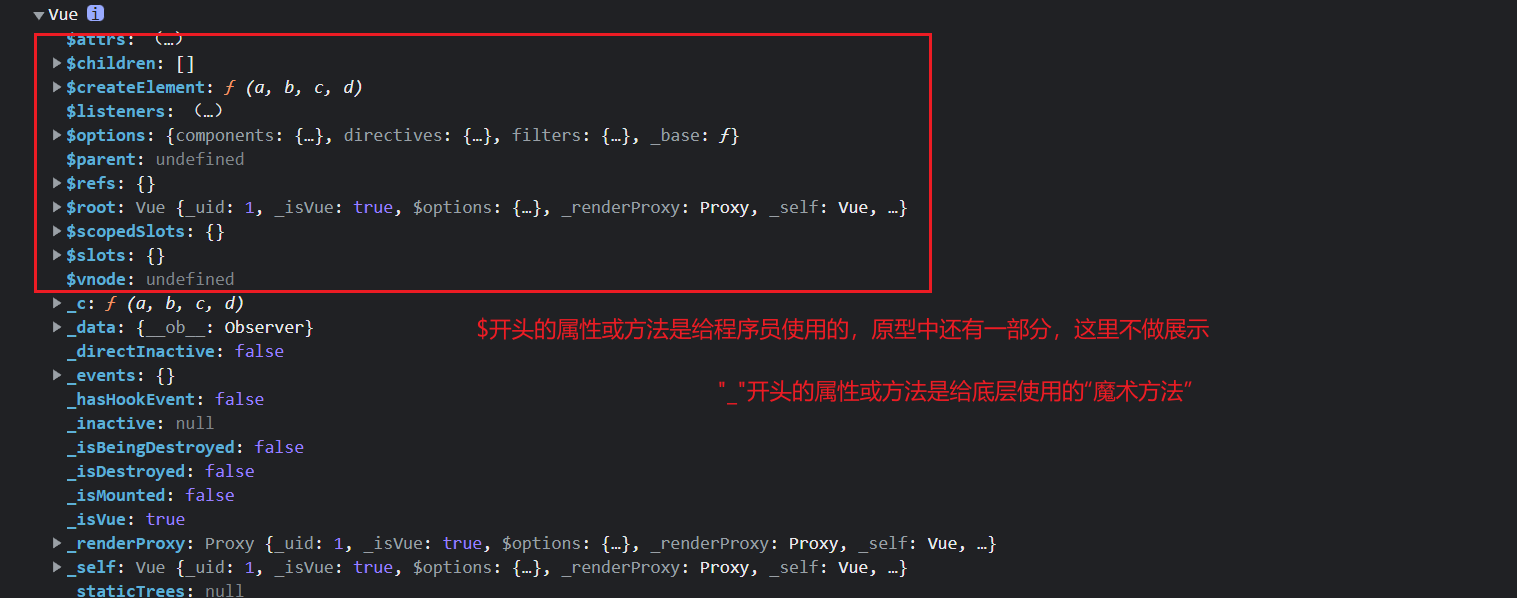 Vue i
$attrs: (…)
$children: []
$createElement: ƒ (a, b, c, d)
$listeners: (…)
$options: {components: {…}, directives: {…}, filters: {…}, _base: ƒ}
$parent: undefined
$refs: {}
$root: Vue {_uid: 1, _isVue: true, $options: {…}, _renderProxy: Proxy, _self: Vue, …}
$scopedSlots: {}
$slots: {}
$vnode: undefined
_c: ƒ (a, b, c, d)
_data: {__ob__: Observer}
$开头的属性或方法是给程序员使用的，原型中还有一部分，这里不做展示
_directInactive: false
_events: {}
"_"开头的属性或方法是给底层使用的“魔术方法”
_hasHookEvent: false
_inactive: null
_isBeingDestroyed: false
_isDestroyed: false
_isMounted: false
_isVue: true
_renderProxy: Proxy {_uid: 1, _isVue: true, $options: {…}, _renderProxy: Proxy, _self: Vue, …}
_self: Vue {_uid: 1, _isVue: true, $options: {…}, _renderProxy: Proxy, _self: Vue, …}
_staticTrees: null